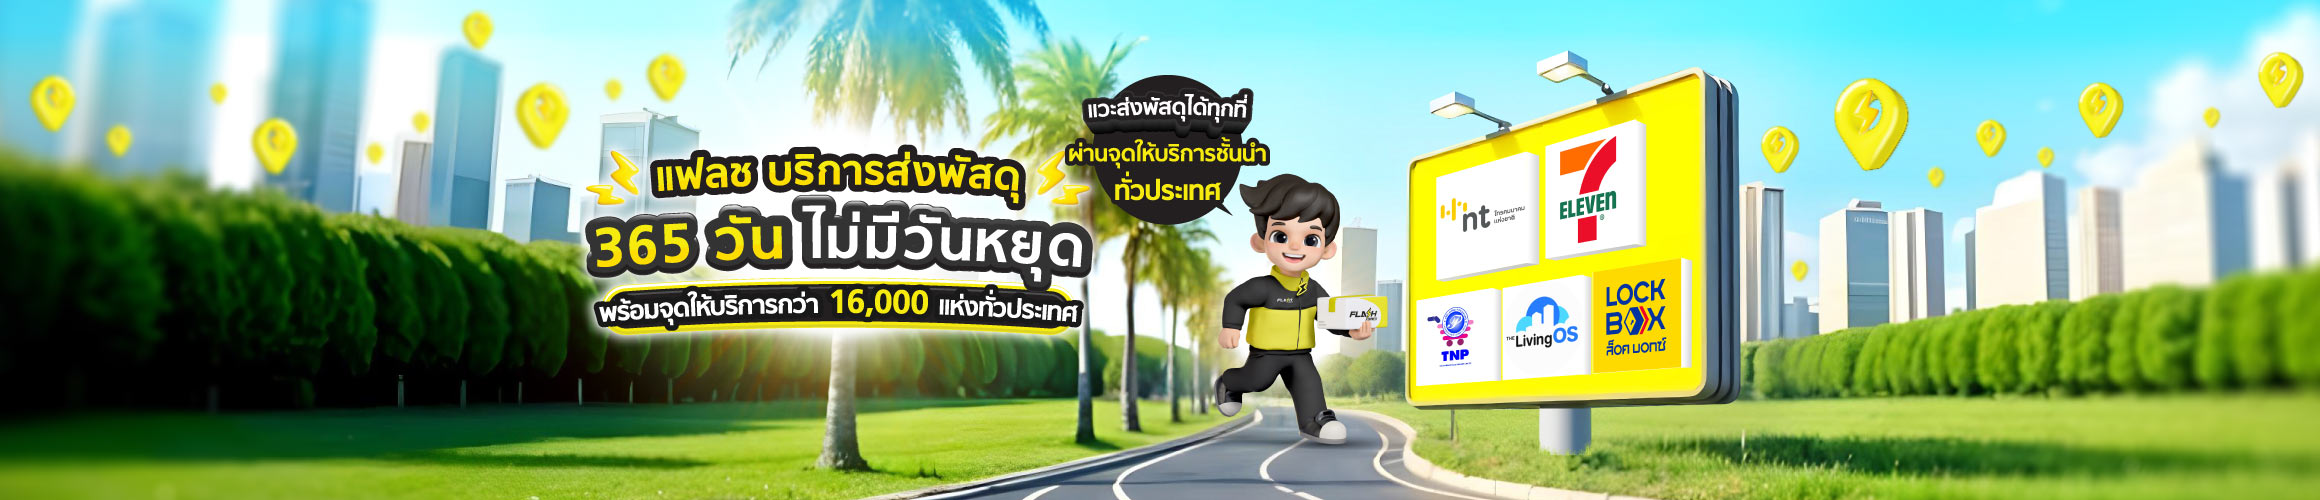 แฟลช บริการส่งพัสดุ
365 วัน ไม่มีวันหยุด
พร้อมจุดให้บริการกว่า 16,000 แห่งทั่วประเทศ
แวะส่งพัสดุได้ทุกที่
ผ่านจุดให้บริการชั้นนำ
ทั่วประเทศ
FLASH
nt โทรคมนาคม
แห่งชาติ
7
ELEVEN
®
TNP
THE LivingOS
LOCK
BOX
ล็อค บอกซ์